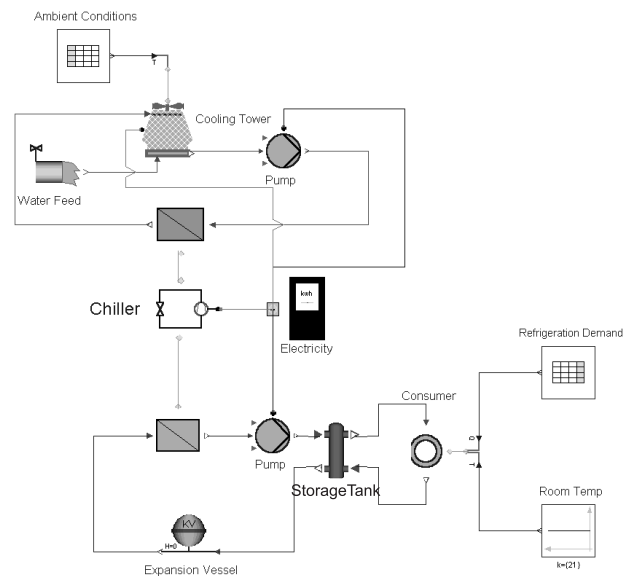 Ambient Conditions
T
Cooling Tower
Water Feed
Pump
Chiller
kwh
Electricity
Refrigeration Demand
Consumer
Q
T
Pump
StorageTank
Room Temp
KV
H=0
Expansion Vessel
k={21}